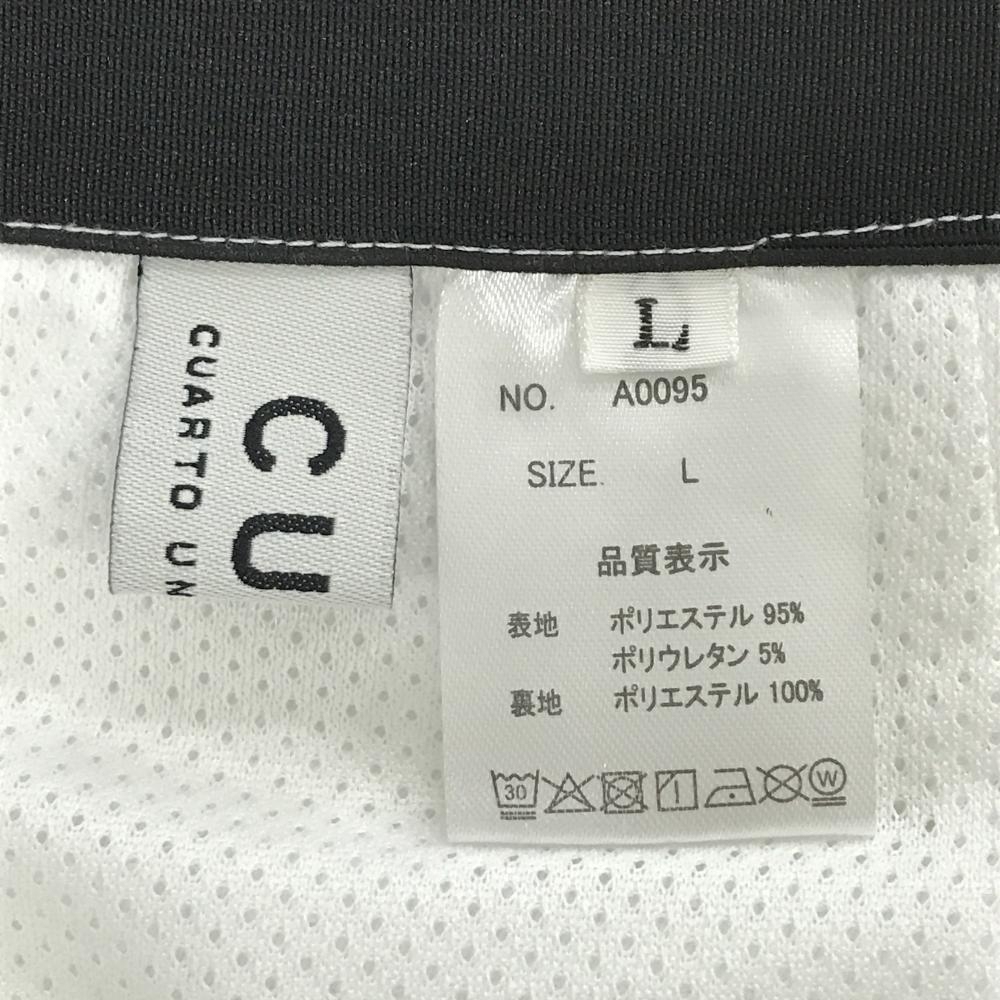 CU
CUARTO UN
L
NO. A0095
SIZE. L
品質表示
表地 ポリエステル 95%
ポリウレタン 5%
裏地 ポリエステル 100%
30
W